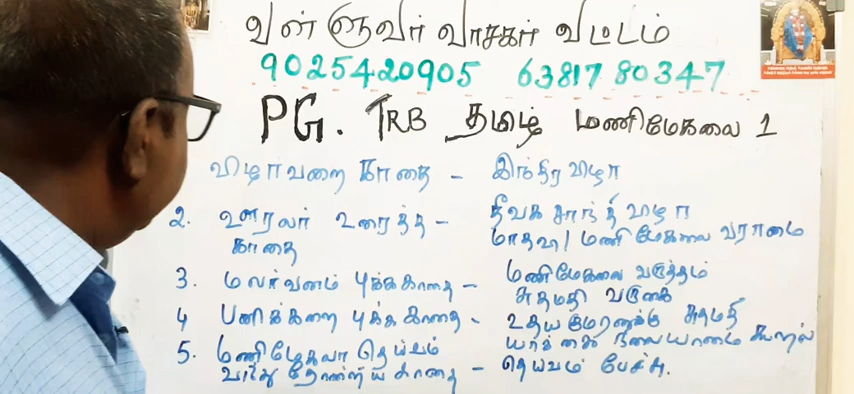 வள்ளுவர் வாசகர் வட்டம்
9025420905 6381780347
PG. TRB தமிழ் மணிமேகலை 1
விழாவறை காதை - இந்திர விழா
2. ஊரலர் உரைத்த - தீவக சாந்தி விழா
காதை மாதவி / மணிமேகலை வராமை
3. மலர்வனம் புக்க காதை - மணிமேகலை வருத்தம்
சுதமதி வருகை
4 பளிக்கறை புக்க காதை - உதயகுமரனுக்கு சுதமதி
யாக்கை நிலையாமை கூறல்
5. மணிமேகலா தெய்வம்
வந்து தோன்றிய காதை - தெய்வம் பேச்சு.